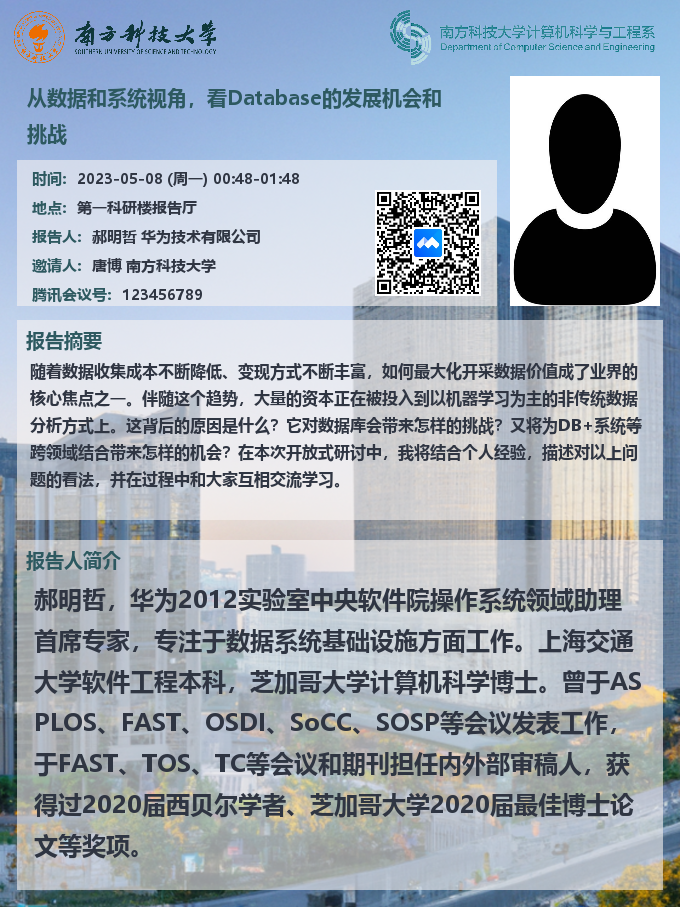 南方科技大学
SOUTHERN UNIVERSITY OF SCIENCE AND TECHNOLOGY
南方科技大学计算机科学与工程系
Department of Computer Science and Engineering
从数据和系统视角，看Database的发展机会和
挑战
时间：2023-05-08 (周一) 00:48-01:48
地点：第一科研楼报告厅
报告人：郝明哲 华为技术有限公司
邀请人：唐博 南方科技大学
腾讯会议号：123456789
报告摘要
随着数据收集成本不断降低、变现方式不断丰富，如何最大化开采数据价值成了业界的
核心焦点之一。伴随这个趋势，大量的资本正在被投入到以机器学习为主的非传统数据
分析方式上。这背后的原因是什么？它对数据库会带来怎样的挑战？又将为DB+系统等
跨领域结合带来怎样的机会？在本次开放式研讨中，我将结合个人经验，描述对以上问
题的看法，并在过程中和大家互相交流学习。
报告人简介
郝明哲，华为2012实验室中央软件院操作系统领域助理
首席专家，专注于数据系统基础设施方面工作。上海交通
大学软件工程本科，芝加哥大学计算机科学博士。曾于AS
PLOS、FAST、OSDI、SoCC、SOSP等会议发表工作，
于FAST、TOS、TC等会议和期刊担任内外部审稿人，获
得过2020届西贝尔学者、芝加哥大学2020届最佳博士论
文等奖项。